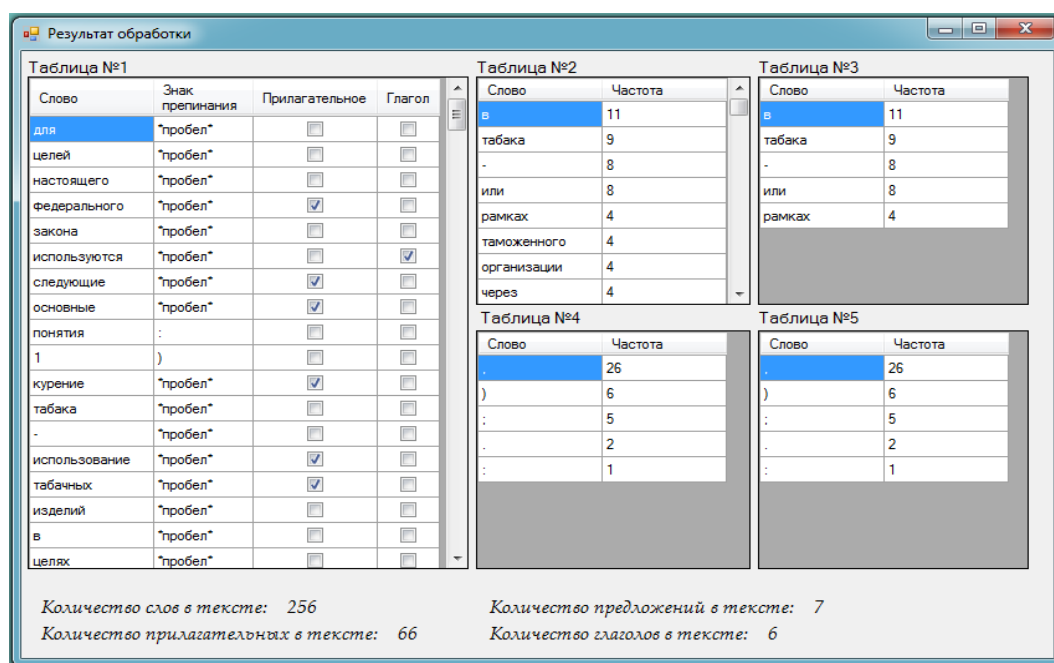 Результат обработки
Таблица №1
Слово Знак препинания Прилагательное Глагол
для *пробел*
целей *пробел*
настоящего *пробел*
федерального *пробел*
закона *пробел*
используются *пробел*
следующие *пробел*
основные *пробел*
понятия :
1 )
курение *пробел*
табака *пробел*
- *пробел*
использование *пробел*
табачных *пробел*
изделий *пробел*
в *пробел*
целях *пробел*
Таблица №2
Слово Частота
в 11
табака 9
- 8
или 8
рамках 4
таможенного 4
организации 4
через 4
Таблица №3
Слово Частота
в 11
табака 9
- 8
или 8
рамках 4
Таблица №4
Слово Частота
, 26
) 6
; 5
. 2
: 1
Таблица №5
Слово Частота
, 26
) 6
; 5
. 2
: 1
Количество слов в тексте: 256
Количество предложений в тексте: 7
Количество прилагательных в тексте: 66
Количество глаголов в тексте: 6